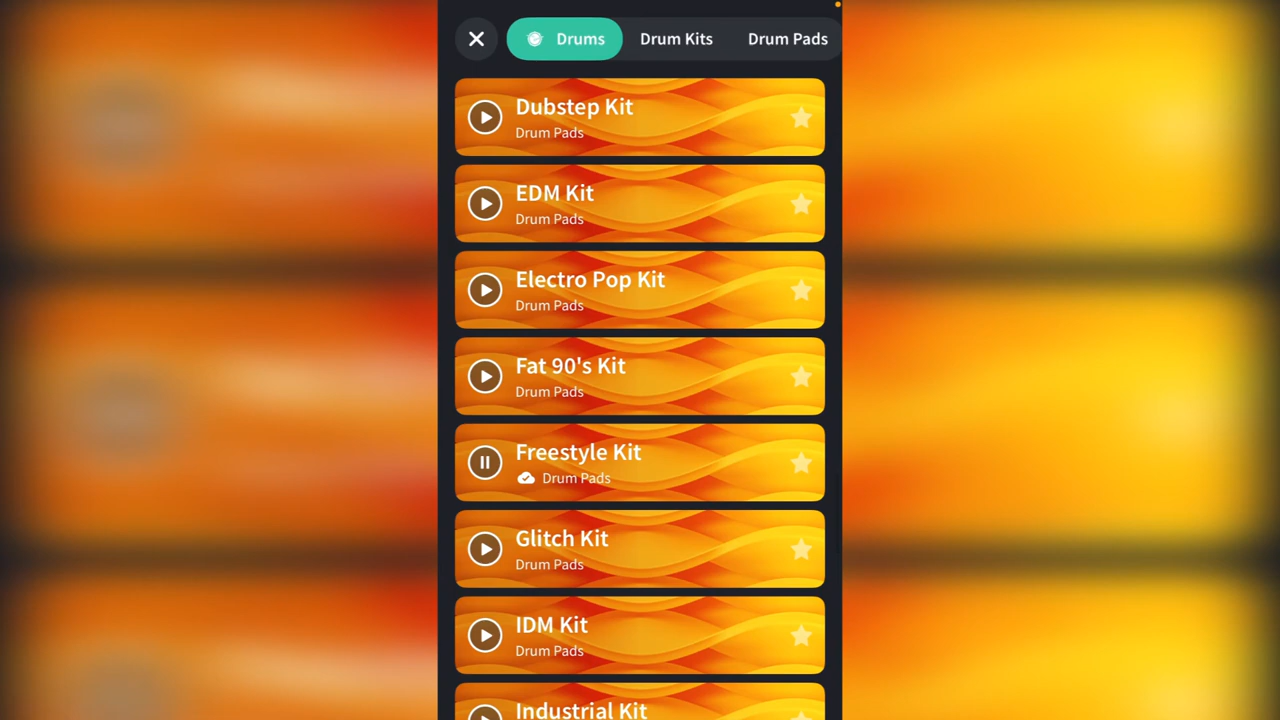 Drums Drum Kits Drum Pads
Dubstep Kit
Drum Pads
EDM Kit
Drum Pads
Electro Pop Kit
Drum Pads
Fat 90's Kit
Drum Pads
Freestyle Kit
Drum Pads
Glitch Kit
Drum Pads
IDM Kit
Drum Pads
Industrial Kit